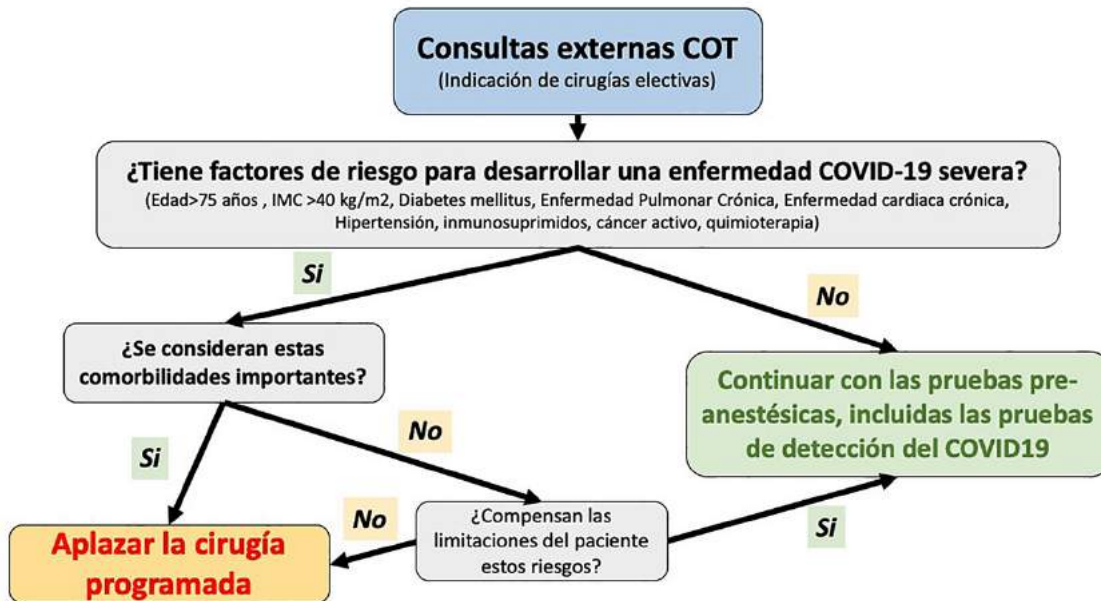 Consultas externas COT
(Indicación de cirugías electivas)
¿Tiene factores de riesgo para desarrollar una enfermedad COVID-19 severa?
(Edad>75 años , IMC >40 kg/m2, Diabetes mellitus, Enfermedad Pulmonar Crónica, Enfermedad cardiaca crónica,
Hipertensión, inmunosuprimidos, cáncer activo, quimioterapia)
Si
No
¿Se consideran estas
comorbilidades importantes?
Continuar con las pruebas pre-
anestésicas, incluidas las pruebas
de detección del COVID19
Si
No
Aplazar la cirugía
programada
No
¿Compensan las
limitaciones del paciente
estos riesgos?
Si